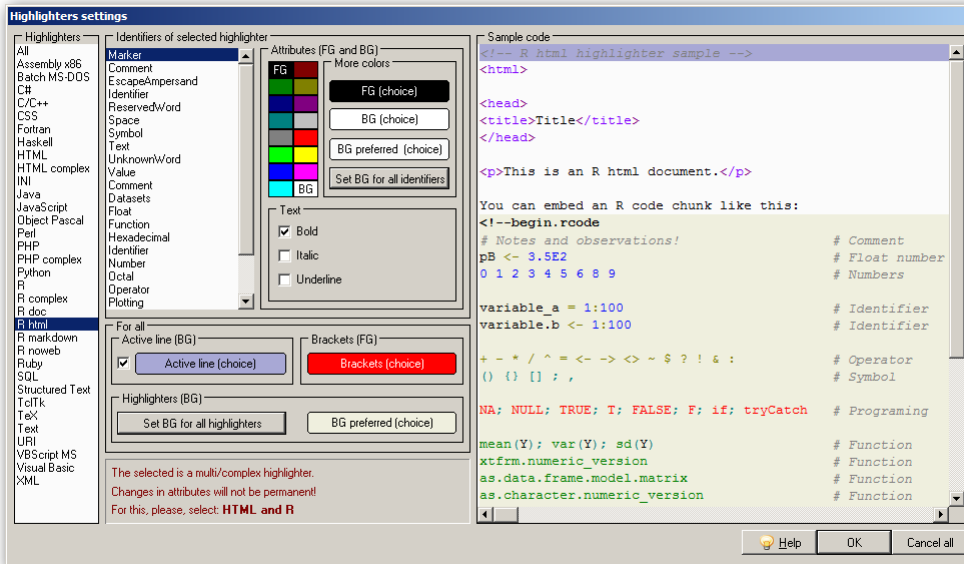 Highlighters settings
Highlighters
All
Assembly x86
Batch MS-DOS
C#
C/C++
CSS
Fortran
Haskell
HTML
HTML complex
INI
Java
JavaScript
Object Pascal
Perl
PHP
PHP complex
Python
R
R complex
R doc
R html
R markdown
R noweb
Ruby
SQL
Structured Text
Tcl/Tk
TeX
Text
URI
VBScript MS
Visual Basic
XML
Identifiers of selected highlighter
Marker
Comment
EscapeAmpersand
Identifier
ReservedWord
Space
Symbol
Text
UnknownWord
Value
Comment
Datasets
Float
Function
Hexadecimal
Identifier
Number
Octal
Operator
Plotting
Attributes (FG and BG)
FG
BG
More colors
FG (choice)
BG (choice)
BG preferred (choice)
Set BG for all identifiers
Text
Bold
Italic
Underline
For all
Active line (BG)
Active line (choice)
Brackets (FG)
Brackets (choice)
Highlighters (BG)
Set BG for all highlighters
BG preferred (choice)
The selected is a multi/complex highlighter.
Changes in attributes will not be permanent!
For this, please, select: HTML and R
Sample code
<!-- R html highlighter sample -->
<html>
<head>
<title>Title</title>
</head>
<p>This is an R html document.</p>
You can embed an R code chunk like this:
<!--begin.rcode
# Notes and observations! # Comment
pB <- 3.5E2 # Float number
0 1 2 3 4 5 6 8 9 # Numbers
variable_a = 1:100 # Identifier
variable.b <- 1:100 # Identifier
+ - * / ^ = <- -> <> ~ $ ? ! & : # Operator
() {} [] ; , # Symbol
NA; NULL; TRUE; T; FALSE; F; if; tryCatch # Programing
mean(Y); var(Y); sd(Y) # Function
xtfrm.numeric_version # Function
as.data.frame.model.matrix # Function
as.character.numeric_version # Function
Help
OK
Cancel all